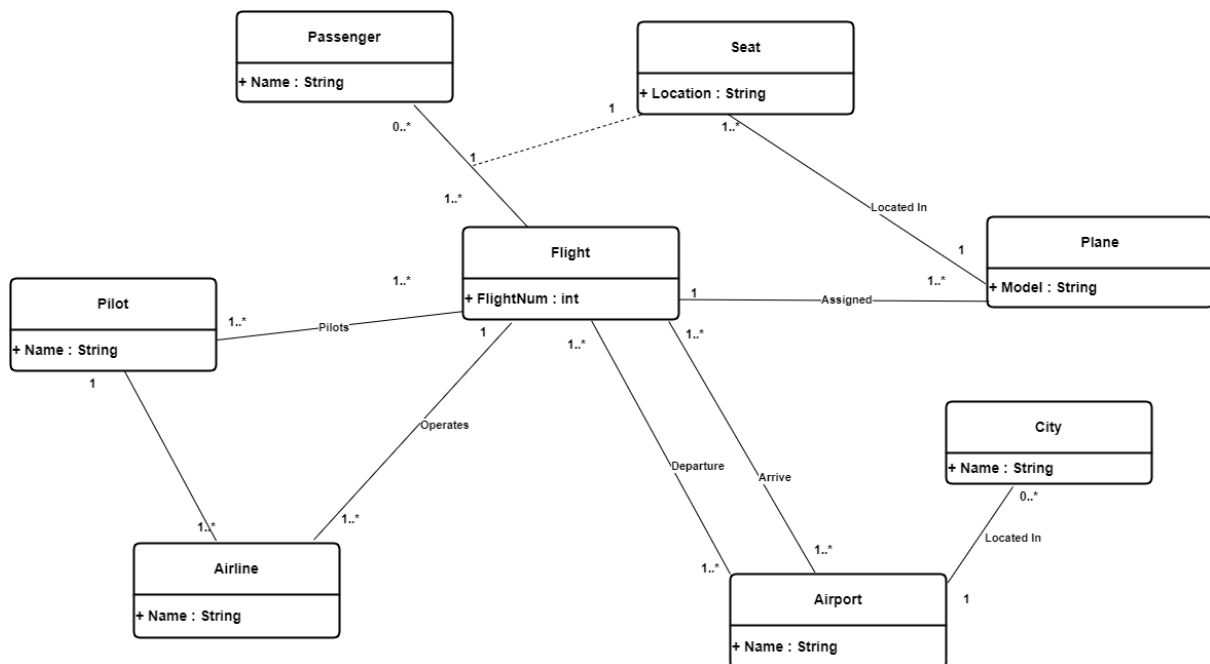 Passenger
+ Name : String
Seat
+ Location : String
0..*
1
1
1..*
1..*
Located In
Plane
+ Model : String
1
1..*
Flight
+ FlightNum : int
1..*
1
Assigned
Pilot
+ Name : String
1..*
Pilots
1
1
1..*
1..*
Operates
Departure
Arrive
City
+ Name : String
0..*
Located In
1
1..*
1..*
Airline
+ Name : String
1..*
1..*
Airport
+ Name : String